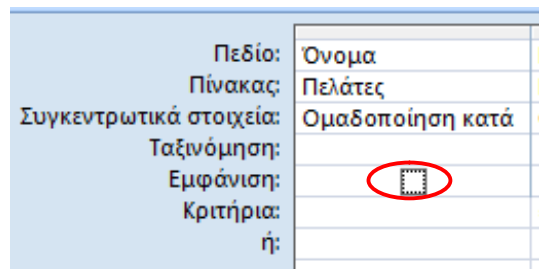 Πεδίο: Όνομα
Πίνακας: Πελάτες
Συγκεντρωτικά στοιχεία: Ομαδοποίηση κατά
Ταξινόμηση:
Εμφάνιση:
Κριτήρια:
ή: